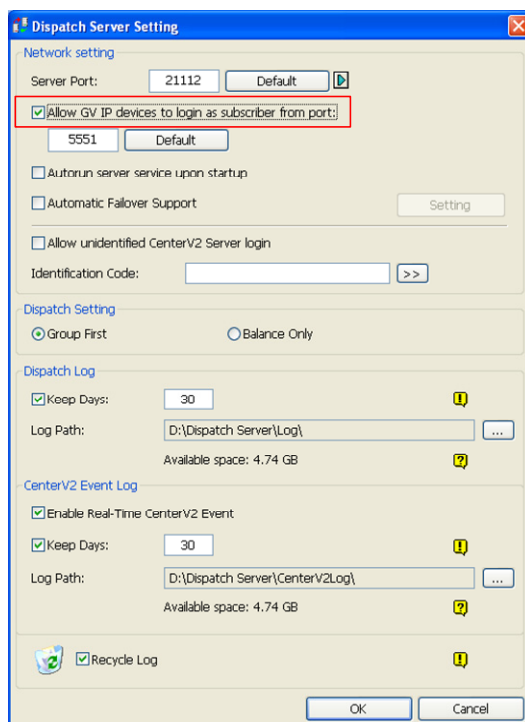 Dispatch Server Setting
Network setting
Server Port: 21112 Default
Allow GV IP devices to login as subscriber from port:
5551 Default
Autorun server service upon startup
Automatic Failover Support Setting
Allow unidentified CenterV2 Server login
Identification Code: >>
Dispatch Setting
Group First Balance Only
Dispatch Log
Keep Days: 30
Log Path: D:\Dispatch Server\Log\ ...
Available space: 4.74 GB
CenterV2 Event Log
Enable Real-Time CenterV2 Event
Keep Days: 30
Log Path: D:\Dispatch Server\CenterV2Log\ ...
Available space: 4.74 GB
Recycle Log
OK Cancel